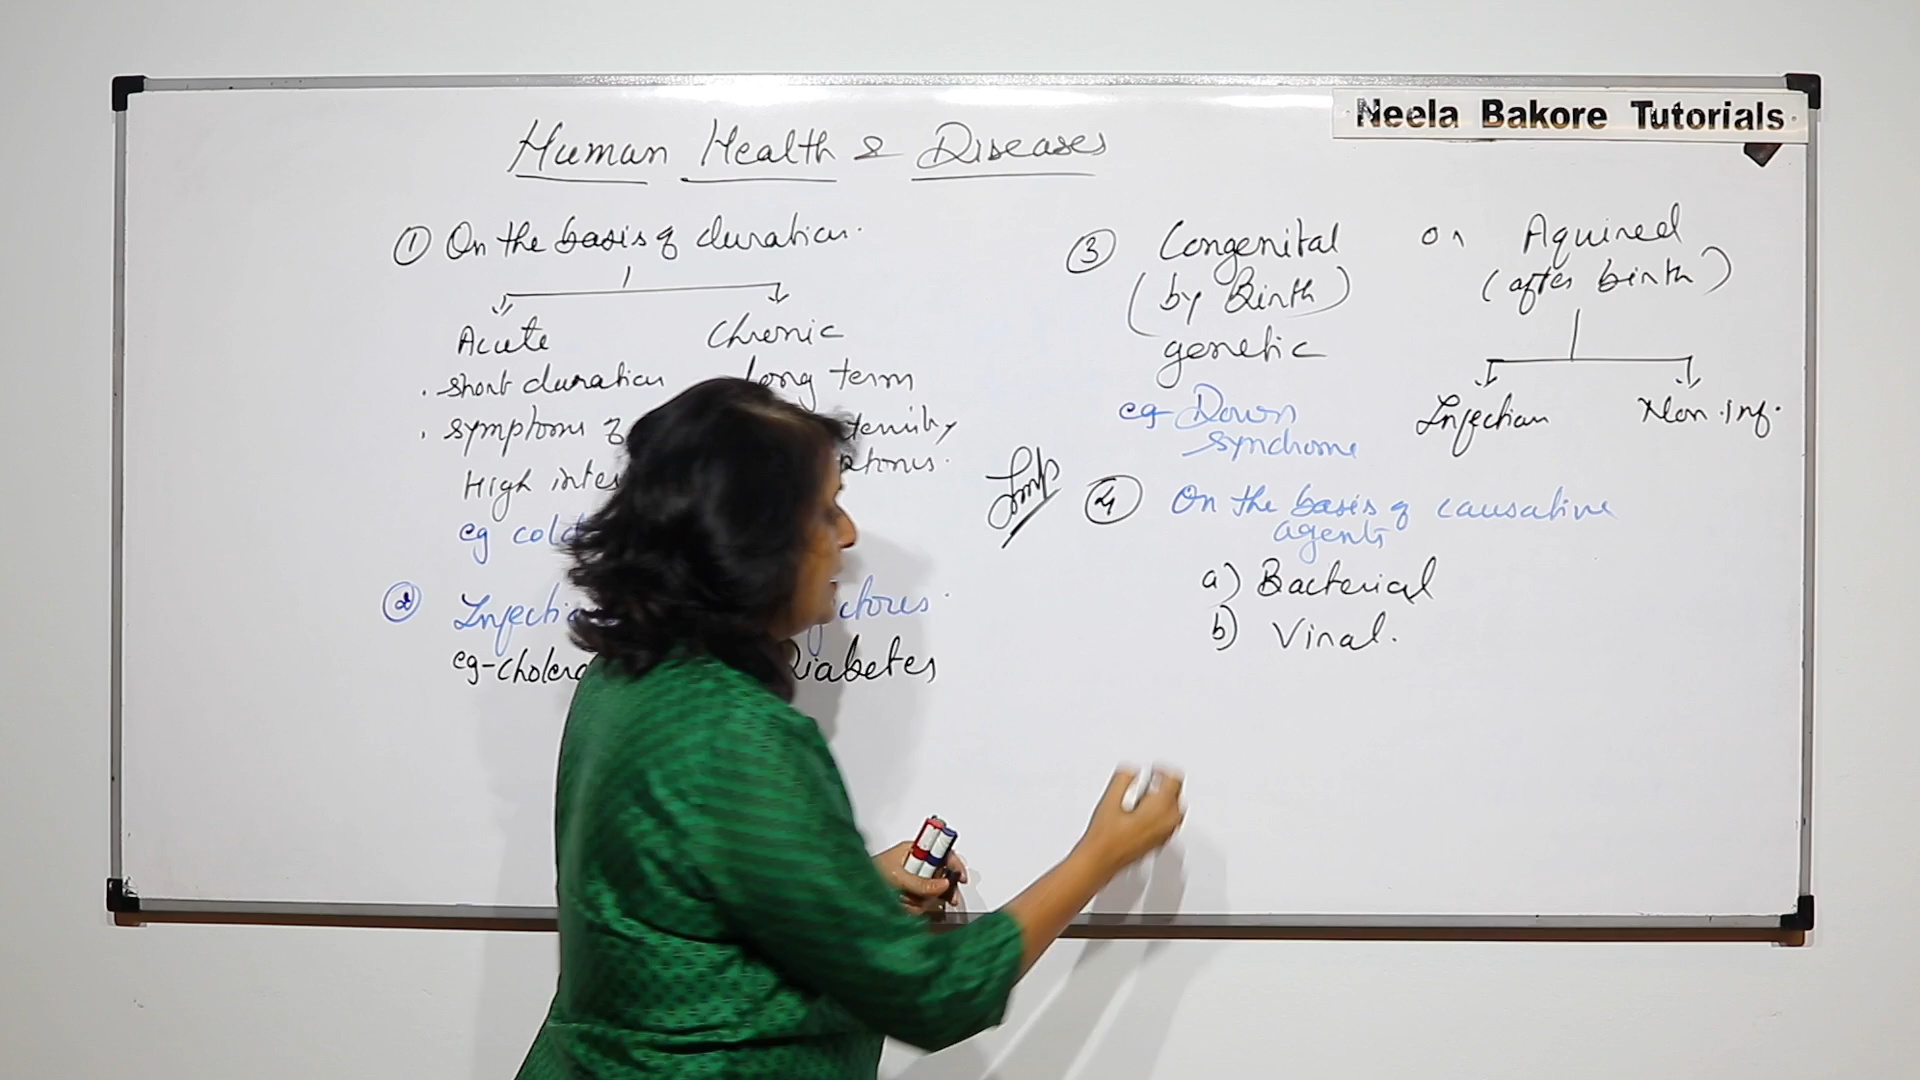 Neela Bakore Tutorials
Human Health & Diseases
① On the basis of duration.
Acute
Chronic
. short duration
long term
. symptoms of
High
eg cold
②
eg-cholera
Diabetes
③ Congenital or Aquired
(by Birth)
(after birth)
genetic
eg-Down
syndrome
Infection
Non.inf.
Imp
④ On the basis of causative
agents
a) Bacterial
b) Viral.